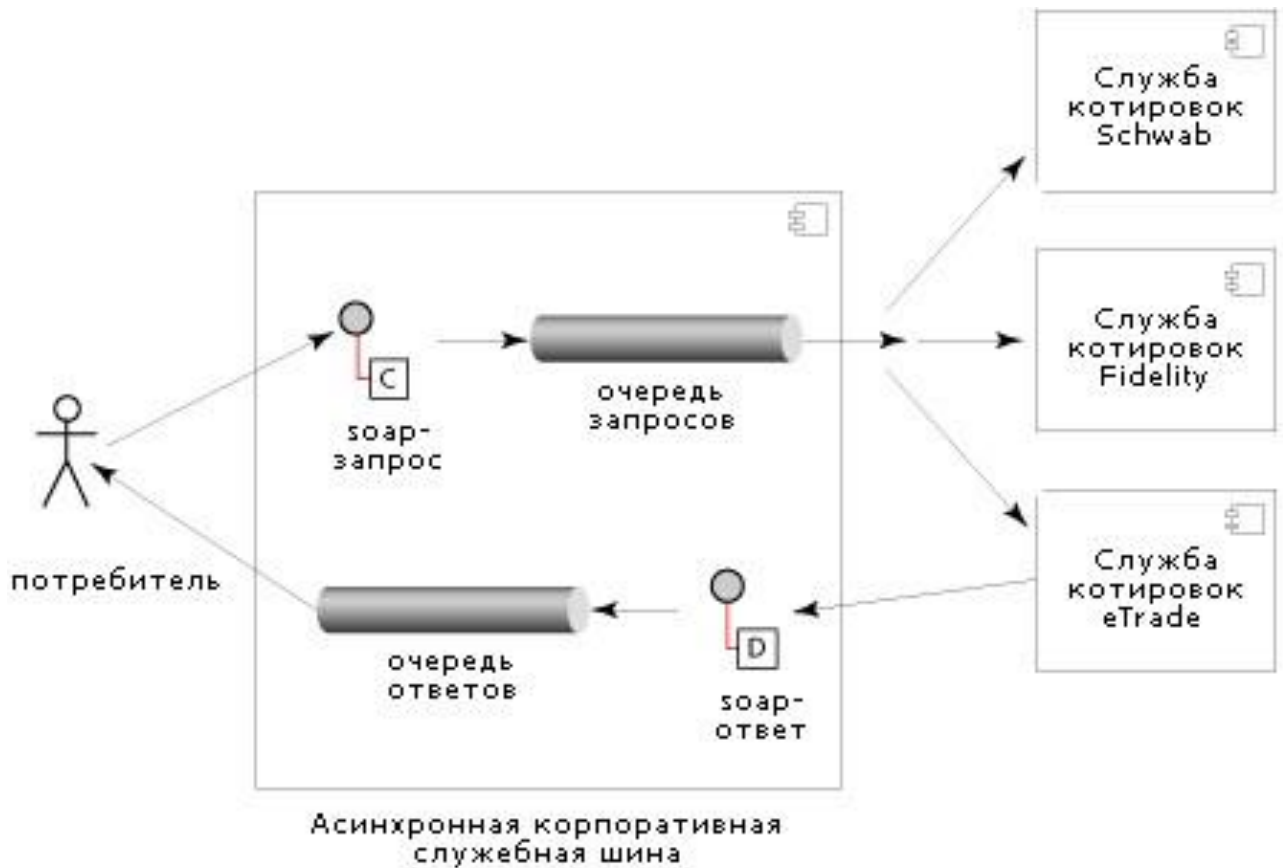 Служба
котировок
Schwab
C
soap-
запрос
очередь
запросов
Служба
котировок
Fidelity
потребитель
очередь
ответов
D
soap-
ответ
Служба
котировок
eTrade
Асинхронная корпоративная
служебная шина